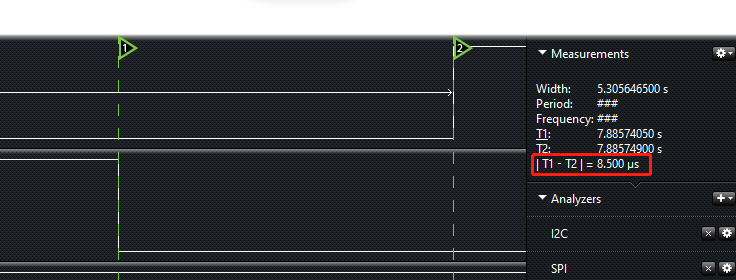 1
2
Measurements
Width: 5.305646500 s
Period: ###
Frequency: ###
T1: 7.88574050 s
T2: 7.88574900 s
| T1 - T2 | = 8.500 µs
Analyzers
I2C
SPI